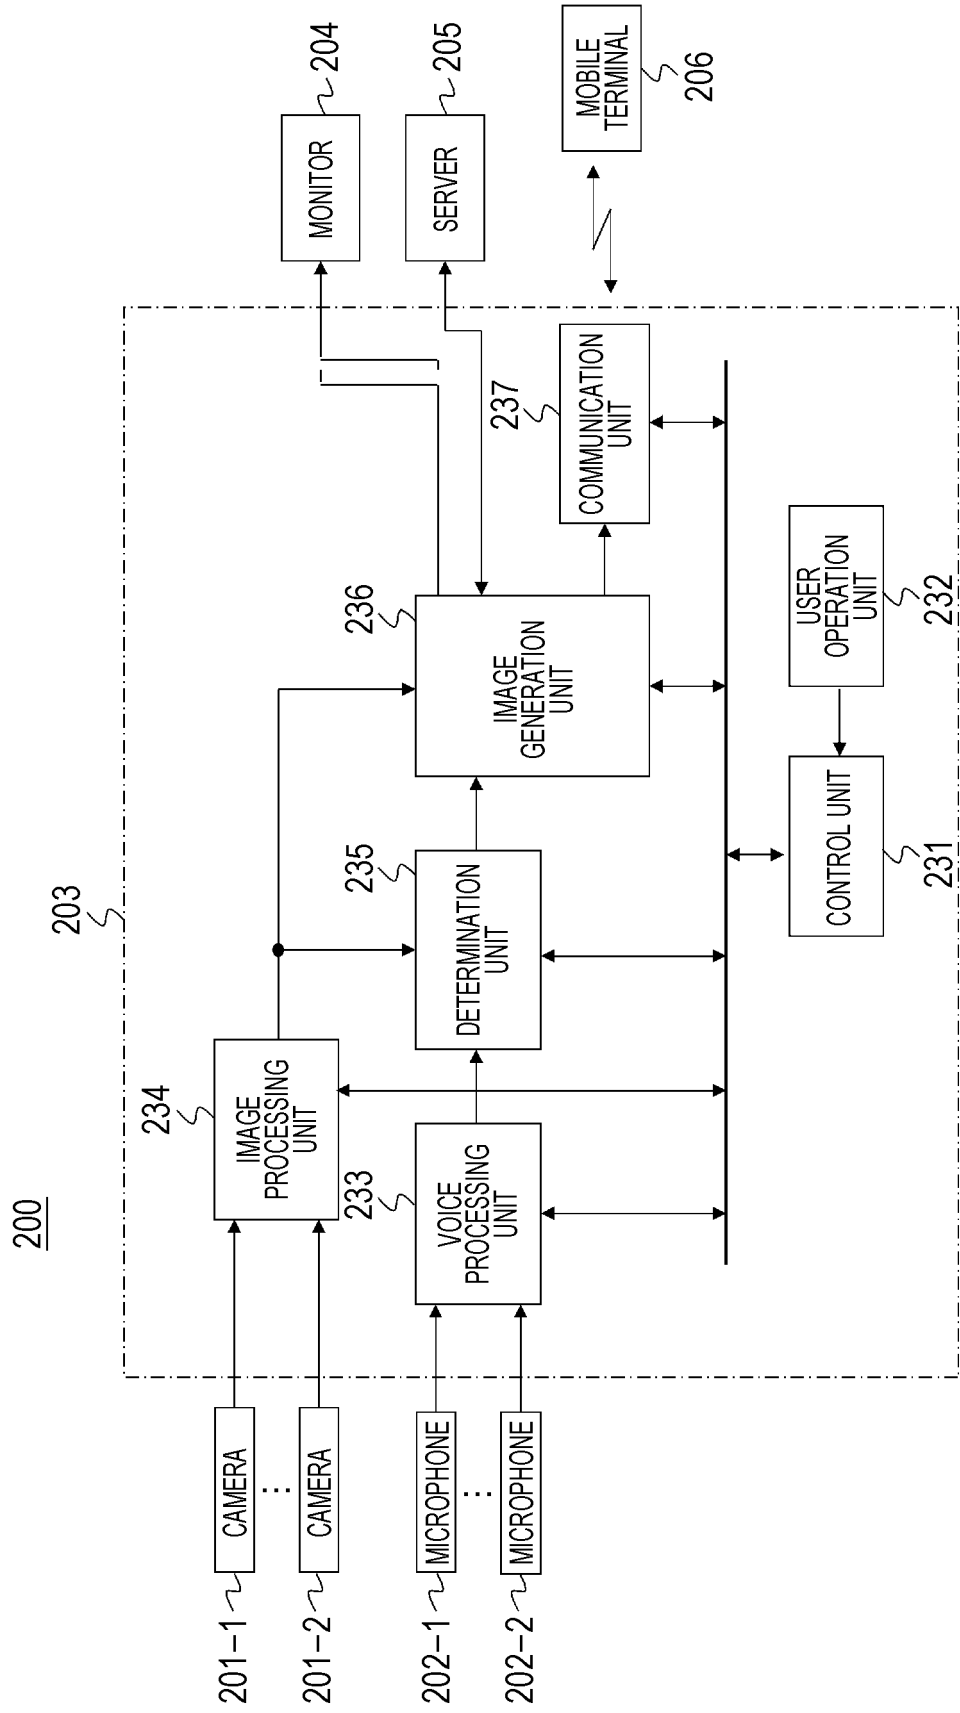 200
203
201-1
CAMERA
...
201-2
CAMERA
202-1
MICROPHONE
...
202-2
MICROPHONE
234
IMAGE
PROCESSING
UNIT
233
VOICE
PROCESSING
UNIT
235
DETERMINATION
UNIT
236
IMAGE
GENERATION
UNIT
237
COMMUNICATION
UNIT
CONTROL UNIT
231
USER
OPERATION
UNIT
232
MONITOR
204
SERVER
205
MOBILE
TERMINAL
206